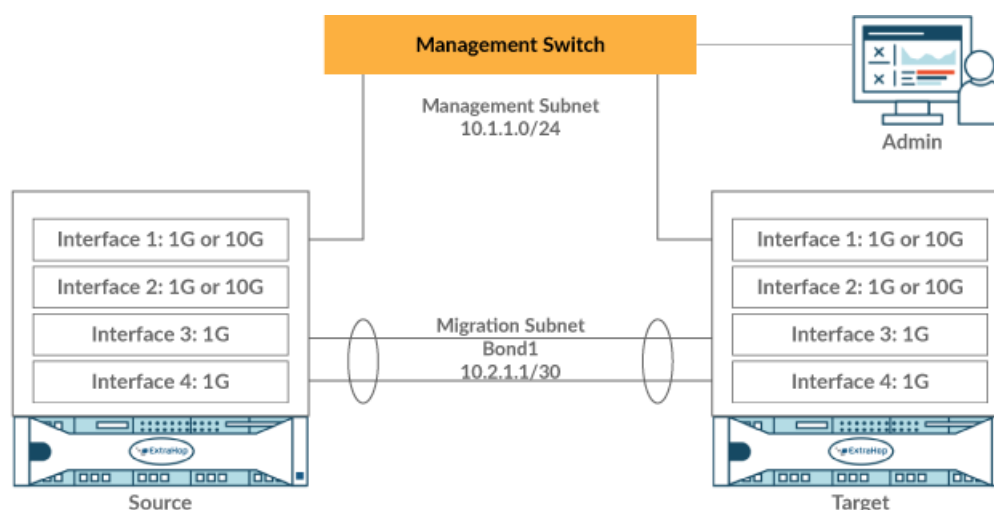 Management Switch
Management Subnet
10.1.1.0/24
Admin
Interface 1: 1G or 10G
Interface 2: 1G or 10G
Interface 3: 1G
Interface 4: 1G
Migration Subnet
Bond1
10.2.1.1/30
Interface 1: 1G or 10G
Interface 2: 1G or 10G
Interface 3: 1G
Interface 4: 1G
ExtraHop
Source
ExtraHop
Target